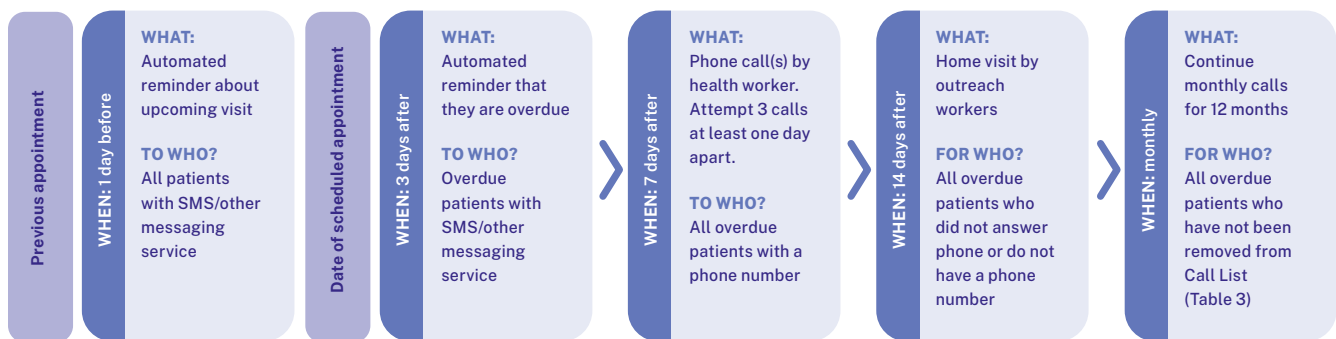 Previous appointment
WHEN: 1 day before
WHAT:
Automated
reminder about
upcoming visit
TO WHO?
All patients
with SMS/other
messaging
service
Date of scheduled appointment
WHEN: 3 days after
WHAT:
Automated
reminder that
they are overdue
TO WHO?
Overdue
patients with
SMS/other
messaging
service
WHEN: 7 days after
WHAT:
Phone call(s) by
health worker.
Attempt 3 calls
at least one day
apart.
TO WHO?
All overdue
patients with a
phone number
WHEN: 14 days after
WHAT:
Home visit by
outreach
workers
FOR WHO?
All overdue
patients who
did not answer
phone or do not
have a phone
number
WHEN: monthly
WHAT:
Continue
monthly calls
for 12 months
FOR WHO?
All overdue
patients who
have not been
removed from
Call List
(Table 3)